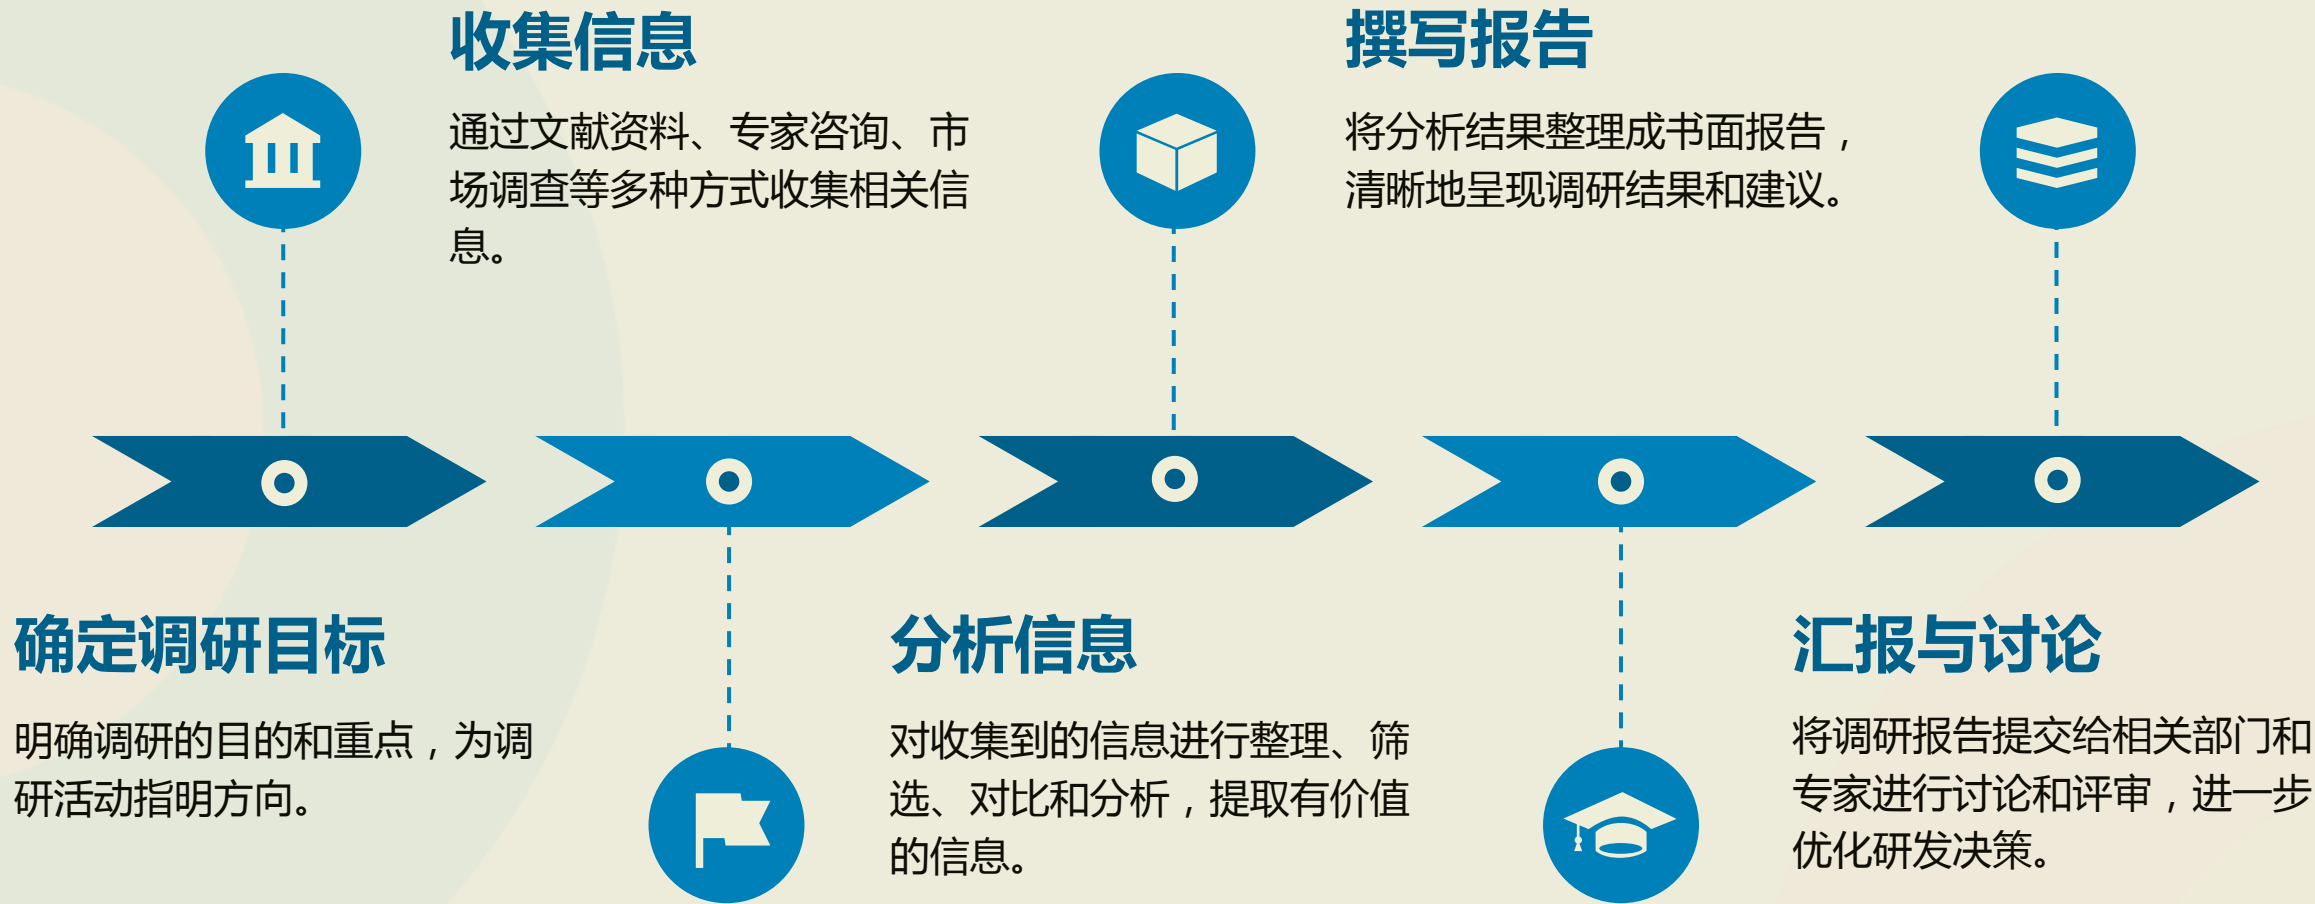 收集信息
通过文献资料、专家咨询、市
场调查等多种方式收集相关信
息。
撰写报告
将分析结果整理成书面报告，
清晰地呈现调研结果和建议。
确定调研目标
明确调研的目的和重点，为调
研活动指明方向。
分析信息
对收集到的信息进行整理、筛
选、对比和分析，提取有价值
的信息。
汇报与讨论
将调研报告提交给相关部门和
专家进行讨论和评审，进一步
优化研发决策。